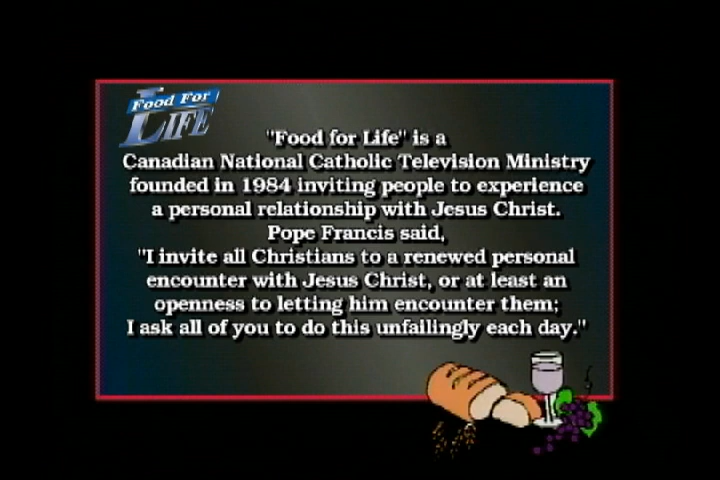 Food For
LIFE
"Food for Life" is a
Canadian National Catholic Television Ministry
founded in 1984 inviting people to experience
a personal relationship with Jesus Christ.
Pope Francis said,
"I invite all Christians to a renewed personal
encounter with Jesus Christ, or at least an
openness to letting him encounter them;
I ask all of you to do this unfailingly each day."